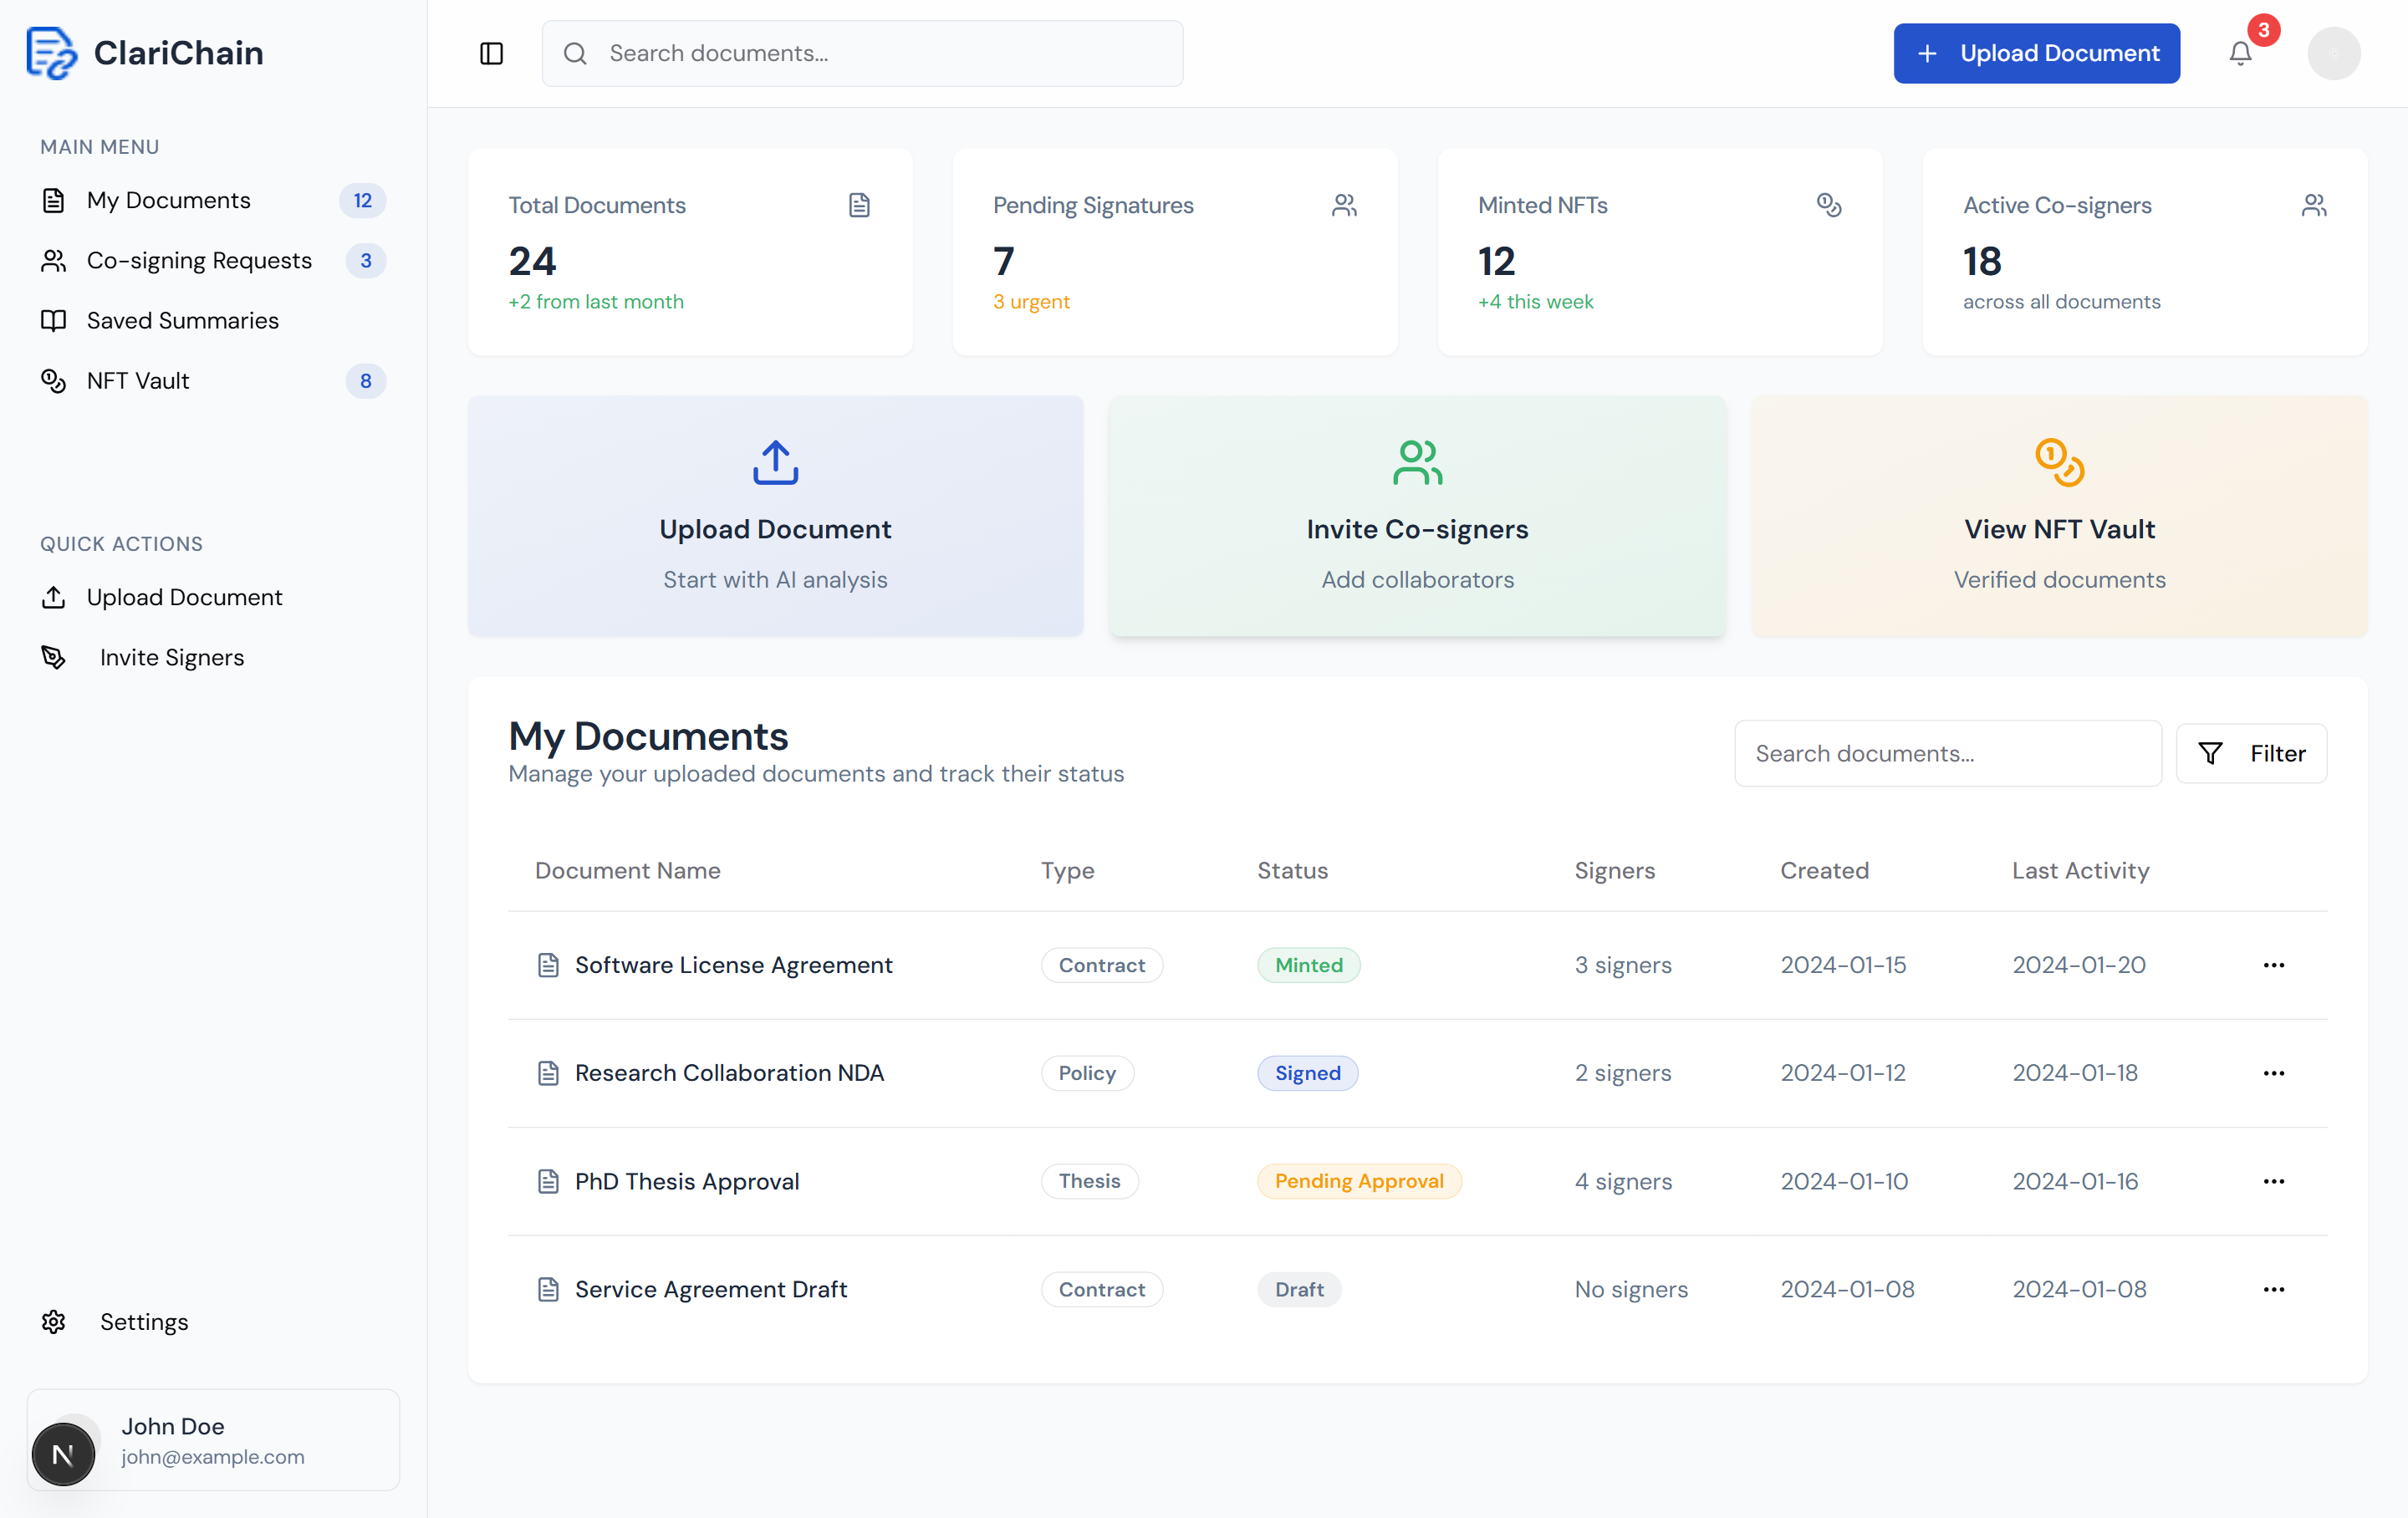 ClariChain
Search documents...
Upload Document
3
MAIN MENU
My Documents 12
Co-signing Requests 3
Saved Summaries
NFT Vault 8
QUICK ACTIONS
Upload Document
Invite Signers
Settings
N
John Doe
john@example.com
Total Documents
24
+2 from last month
Pending Signatures
7
3 urgent
Minted NFTs
12
+4 this week
Active Co-signers
18
across all documents
Upload Document
Start with AI analysis
Invite Co-signers
Add collaborators
View NFT Vault
Verified documents
My Documents
Manage your uploaded documents and track their status
Search documents...
Filter
Document Name Type Status Signers Created Last Activity
Software License Agreement Contract Minted 3 signers 2024-01-15 2024-01-20
Research Collaboration NDA Policy Signed 2 signers 2024-01-12 2024-01-18
PhD Thesis Approval Thesis Pending Approval 4 signers 2024-01-10 2024-01-16
Service Agreement Draft Contract Draft No signers 2024-01-08 2024-01-08